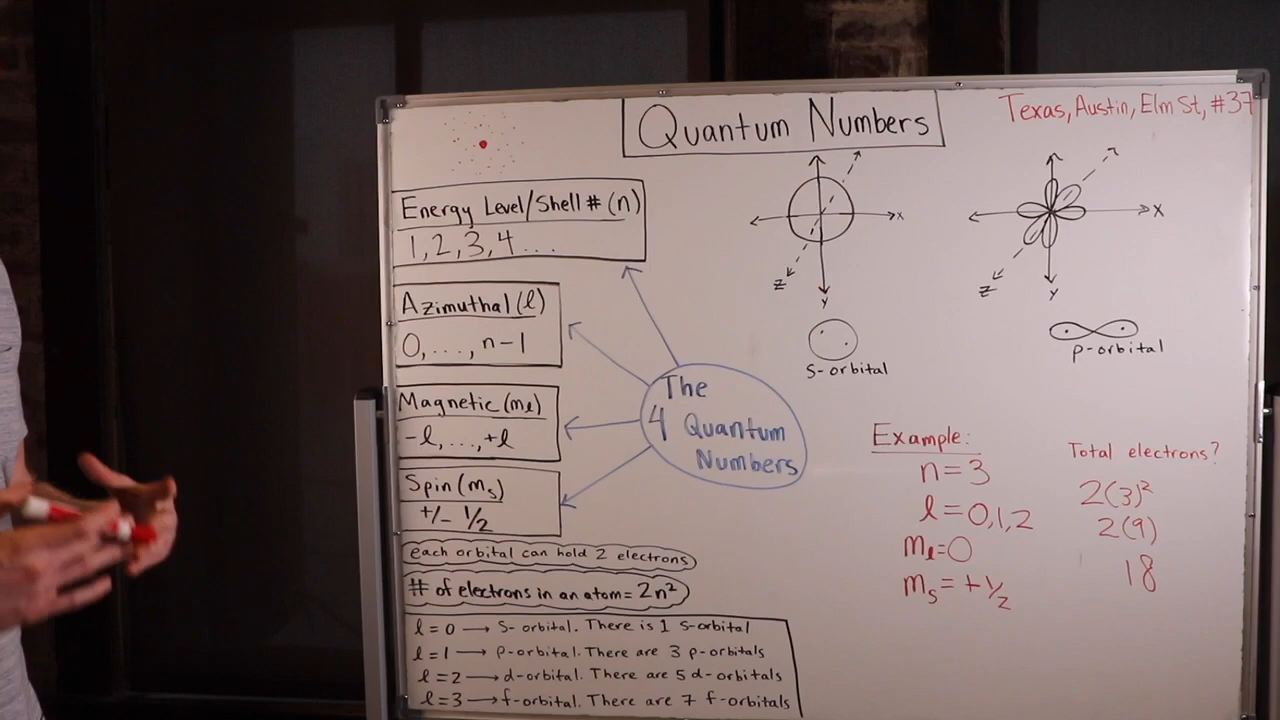 Quantum Numbers
Texas, Austin, Elm St, #37
Energy Level/Shell # (n)
1, 2, 3, 4 ....
Azimuthal (ℓ)
0, ..., n-1
Magnetic (mℓ)
-ℓ, ..., +ℓ
Spin (ms)
+/- 1/2
each orbital can hold 2 electrons
# of electrons in an atom = 2n²
ℓ = 0 → S-orbital. There is 1 s-orbital
ℓ = 1 → p-orbital. There are 3 p-orbitals
ℓ = 2 → d-orbital. There are 5 d-orbitals
ℓ = 3 → f-orbital. There are 7 f-orbitals
The
4 Quantum
Numbers
x
z
y
S-orbital
x
z
y
p-orbital
Example:
n = 3
ℓ = 0, 1, 2
mℓ = 0
ms = + 1/2
Total electrons?
2(3)²
2(9)
18